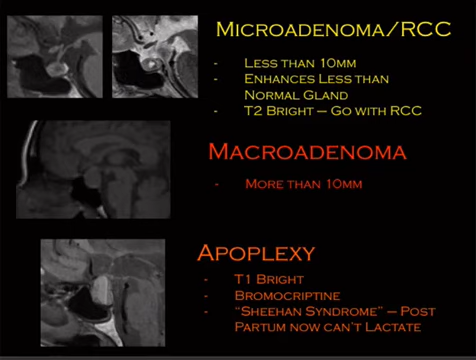 MICROADENOMA/RCC
- LESS THAN 10MM
- ENHANCES LESS THAN
NORMAL GLAND
- T2 BRIGHT – GO WITH RCC
MACROADENOMA
- MORE THAN 10MM
APOPLEXY
- T1 BRIGHT
- BROMOCRIPTINE
- “SHEEHAN SYNDROME” – POST
PARTUM NOW CAN’T LACTATE